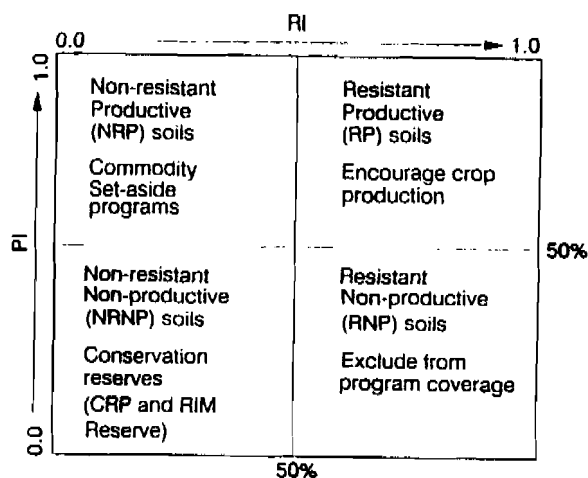 RI
0.0
1.0
1.0
PI
0.0
Non-resistant
Productive
(NRP) soils
Commodity
Set-aside
programs
Resistant
Productive
(RP) soils
Encourage crop
production
50%
Non-resistant
Non-productive
(NRNP) soils
Conservation
reserves
(CRP and RIM
Reserve)
Resistant
Non-productive
(RNP) soils
Exclude from
program coverage
50%